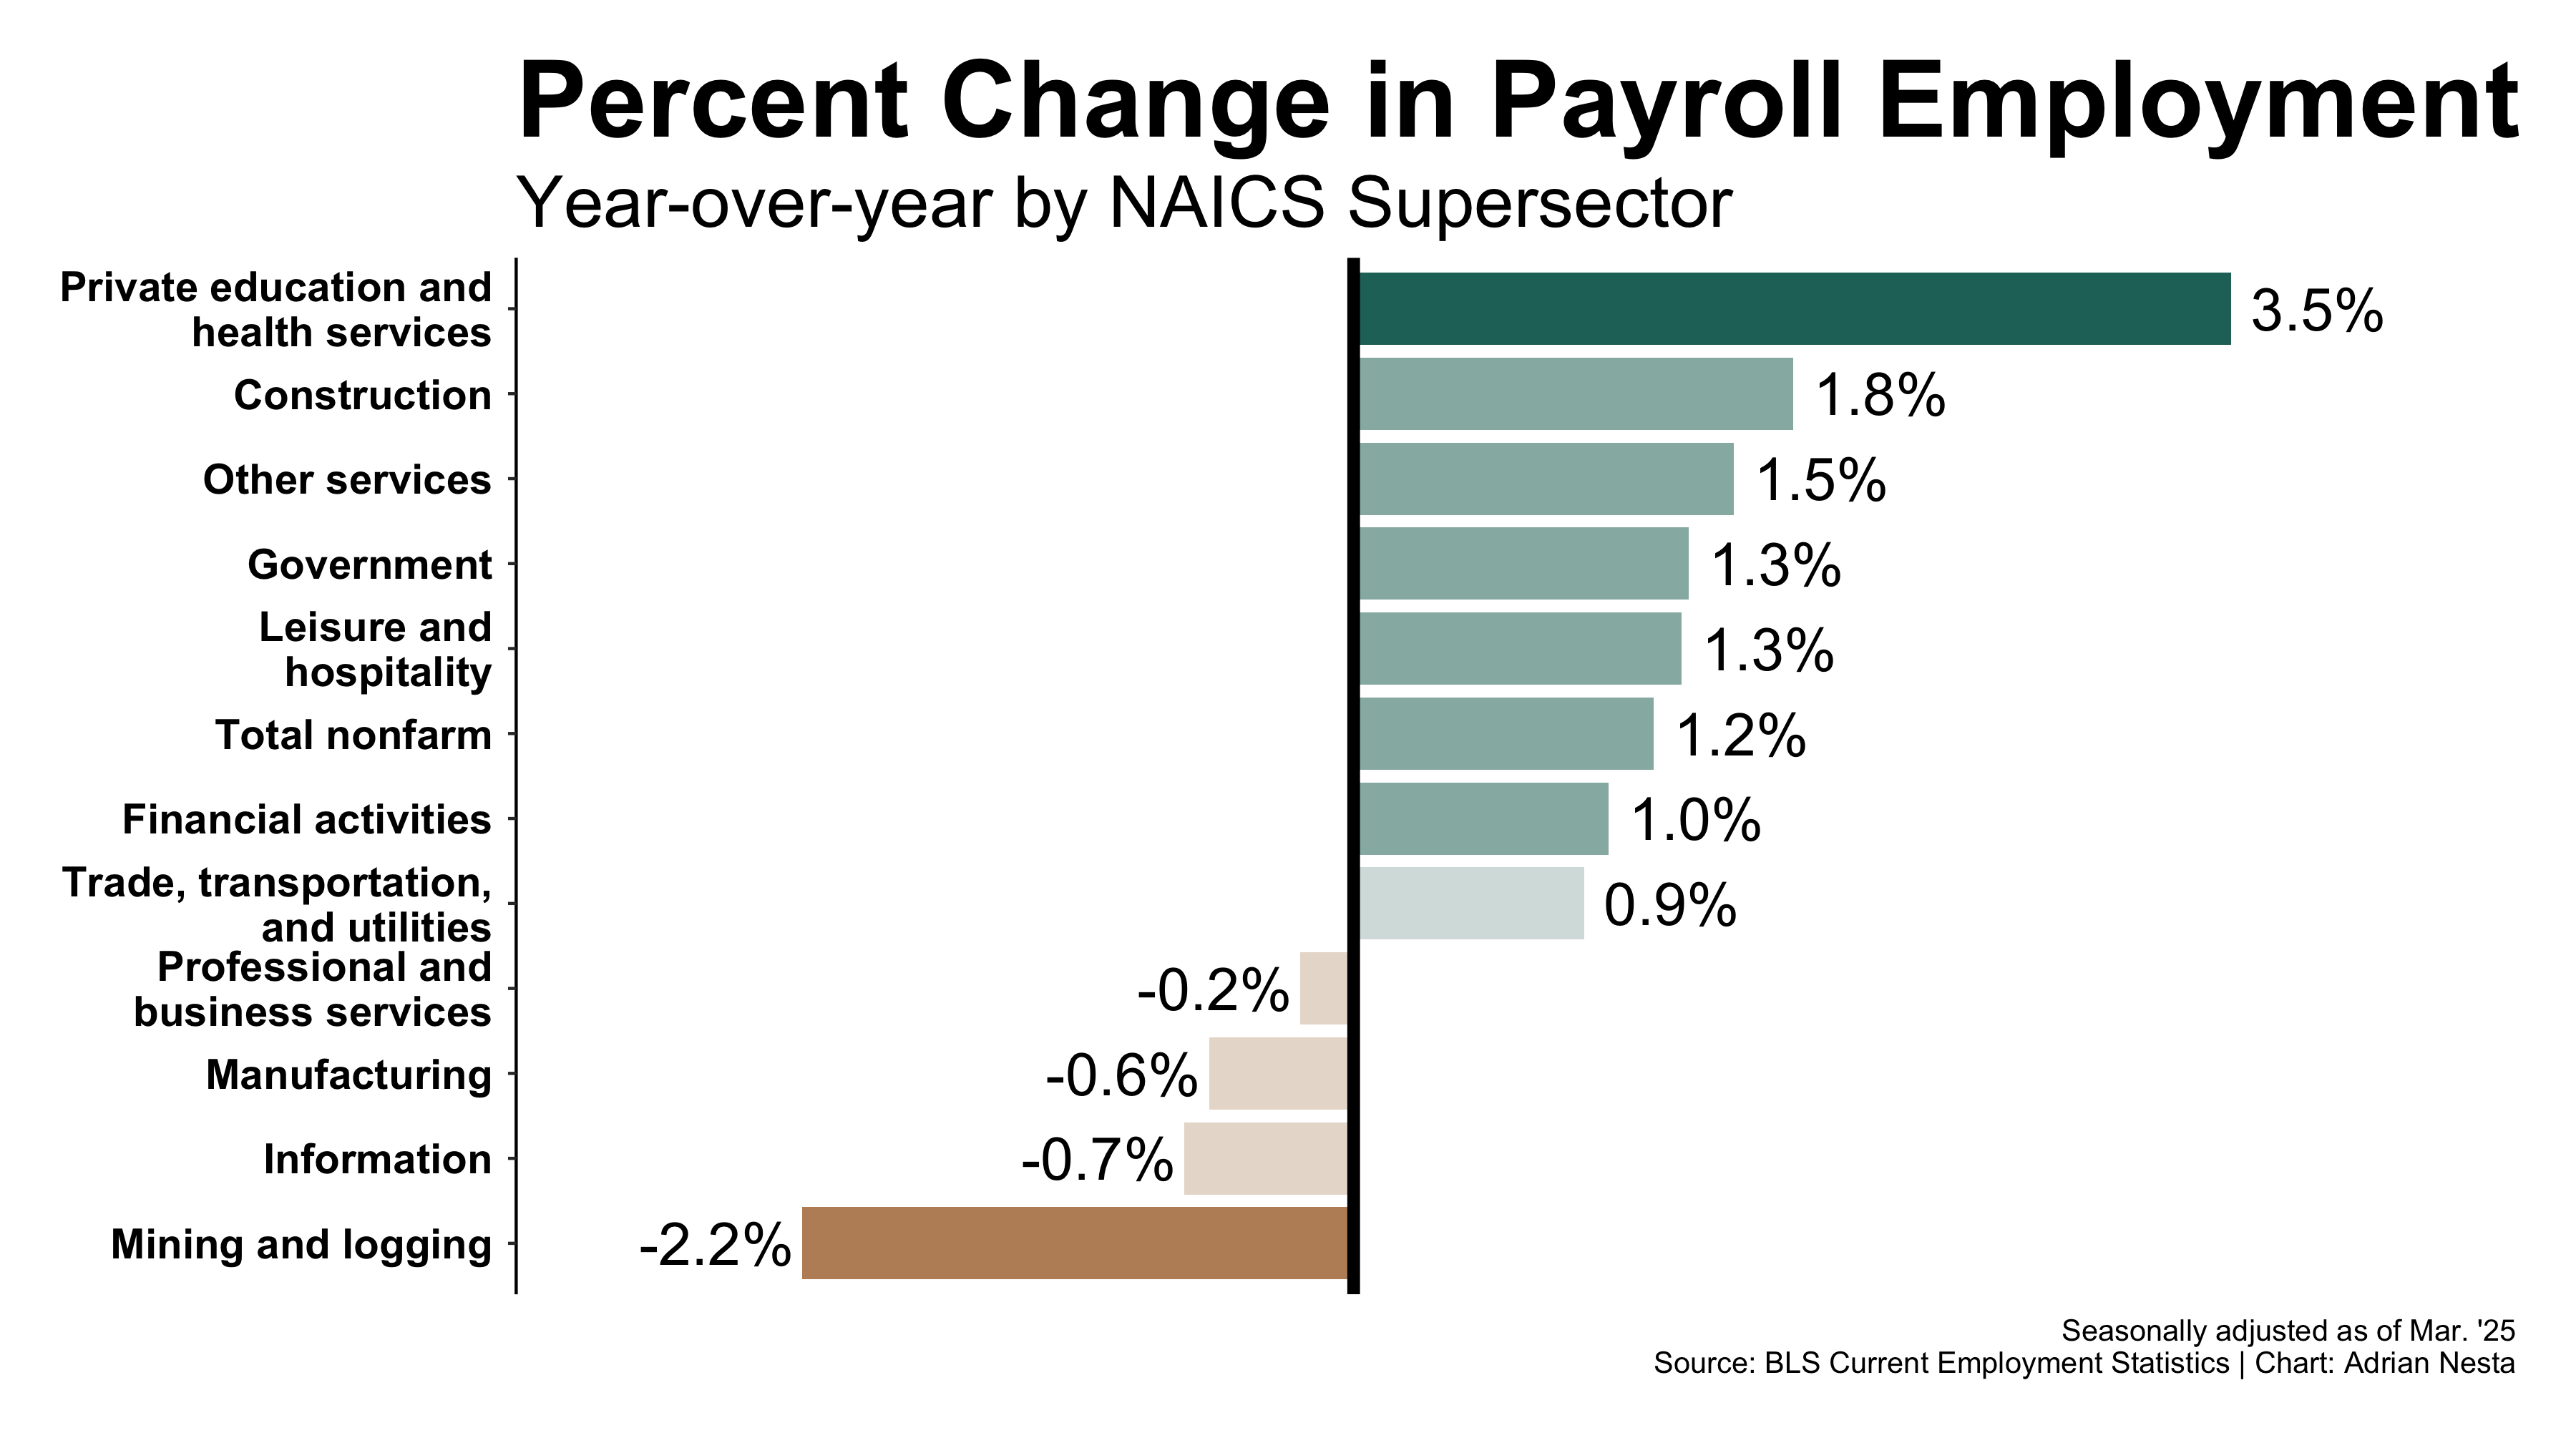 Percent Change in Payroll Employment
Year-over-year by NAICS Supersector
Private education and
health services
3.5%
Construction
1.8%
Other services
1.5%
Government
1.3%
Leisure and
hospitality
1.3%
Total nonfarm
1.2%
Financial activities
1.0%
Trade, transportation,
and utilities
0.9%
Professional and
business services
-0.2%
Manufacturing
-0.6%
Information
-0.7%
Mining and logging
-2.2%
Seasonally adjusted as of Mar. '25
Source: BLS Current Employment Statistics | Chart: Adrian Nesta